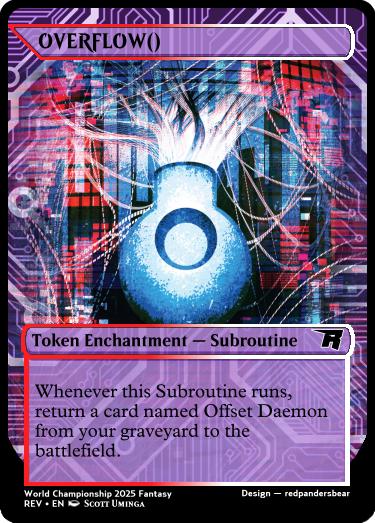 OVERFLOW()
Token Enchantment — Subroutine
Whenever this Subroutine runs,
return a card named Offset Daemon
from your graveyard to the
battlefield.
World Championship 2025 Fantasy
Design — redpandersbear
REV • EN Scott Uminga